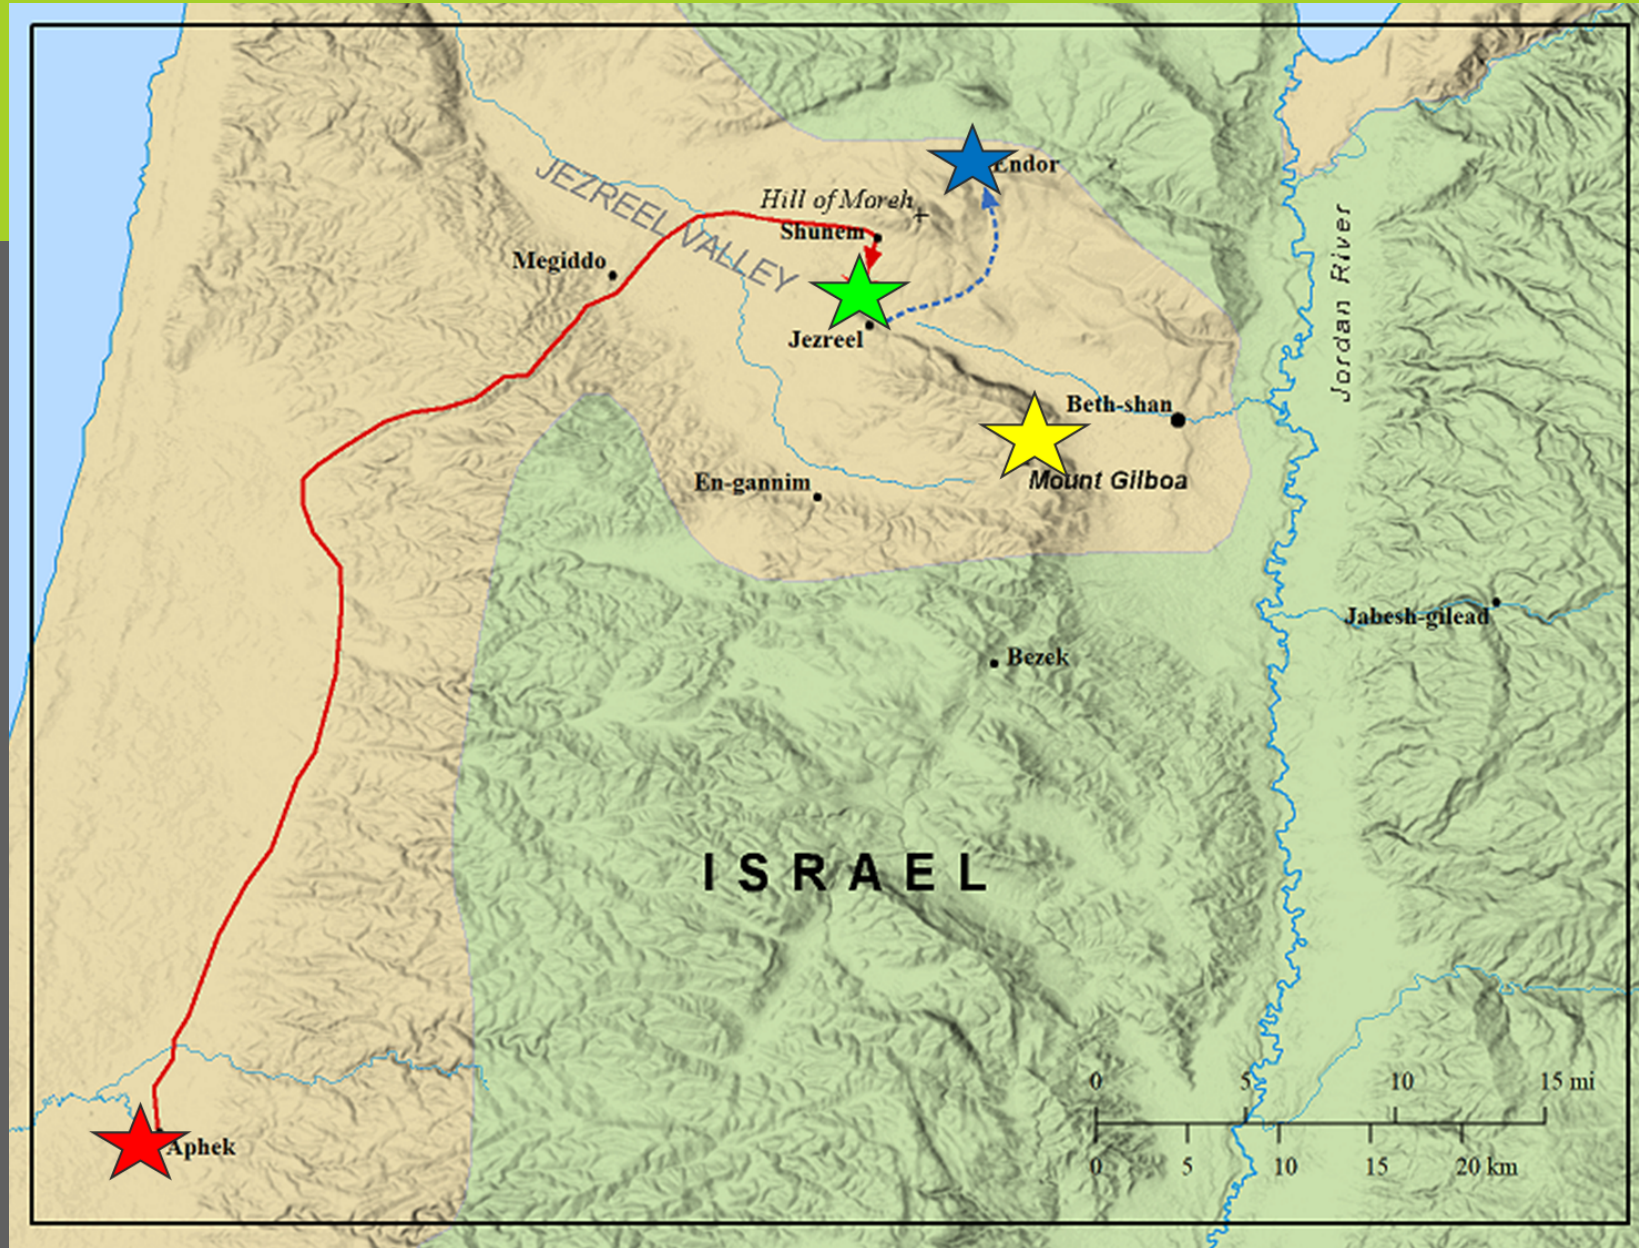 Endor
JEZREEL VALLEY
Hill of Moreh
Shunem
Megiddo
Jordan River
Jezreel
Beth-shan
En-gannim
Mount Gilboa
Jabesh-gilead
Bezek
ISRAEL
0 5 10 15 mi
Aphek
0 5 10 15 20 km